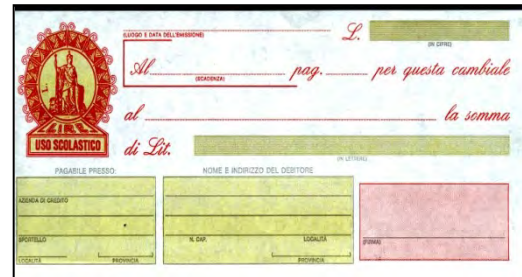 (LUOGO E DATA DELL'EMISSIONE)
L.
(IN CIFRE)
Al
(SCADENZA)
pag.
per questa cambiale
al
la somma
LIRE
USO SCOLASTICO
di Lit.
(IN LETTERE)
PAGABILE PRESSO:
NOME E INDIRIZZO DEL DEBITORE
AZIENDA DI CREDITO
SPORTELLO
LOCALITÀ
PROVINCIA
N. CAP.
LOCALITÀ
PROVINCIA
(FIRMA)